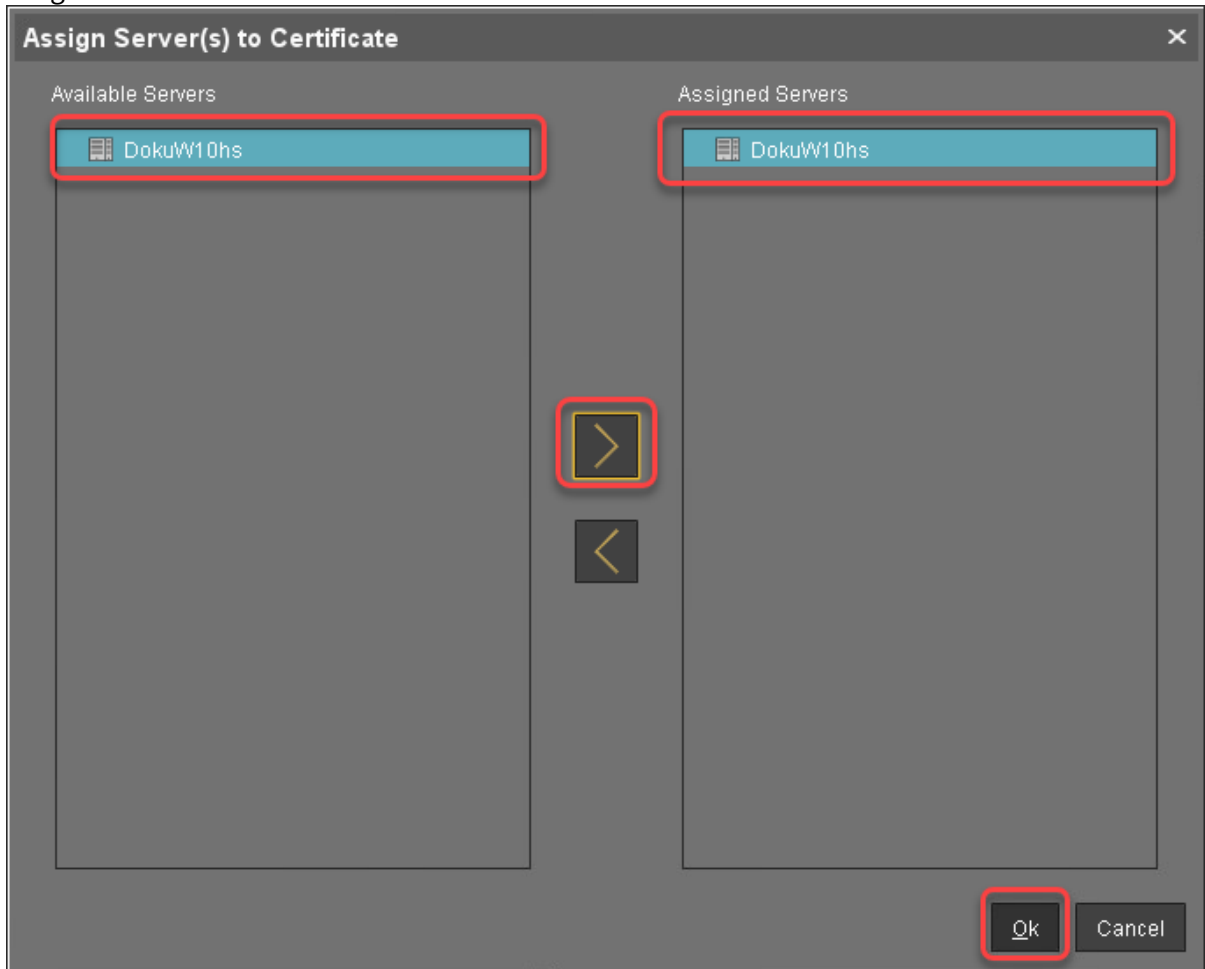 Assign Server(s) to Certificate
Available Servers
Assigned Servers
DokuW10hs
DokuW10hs
Ok
Cancel